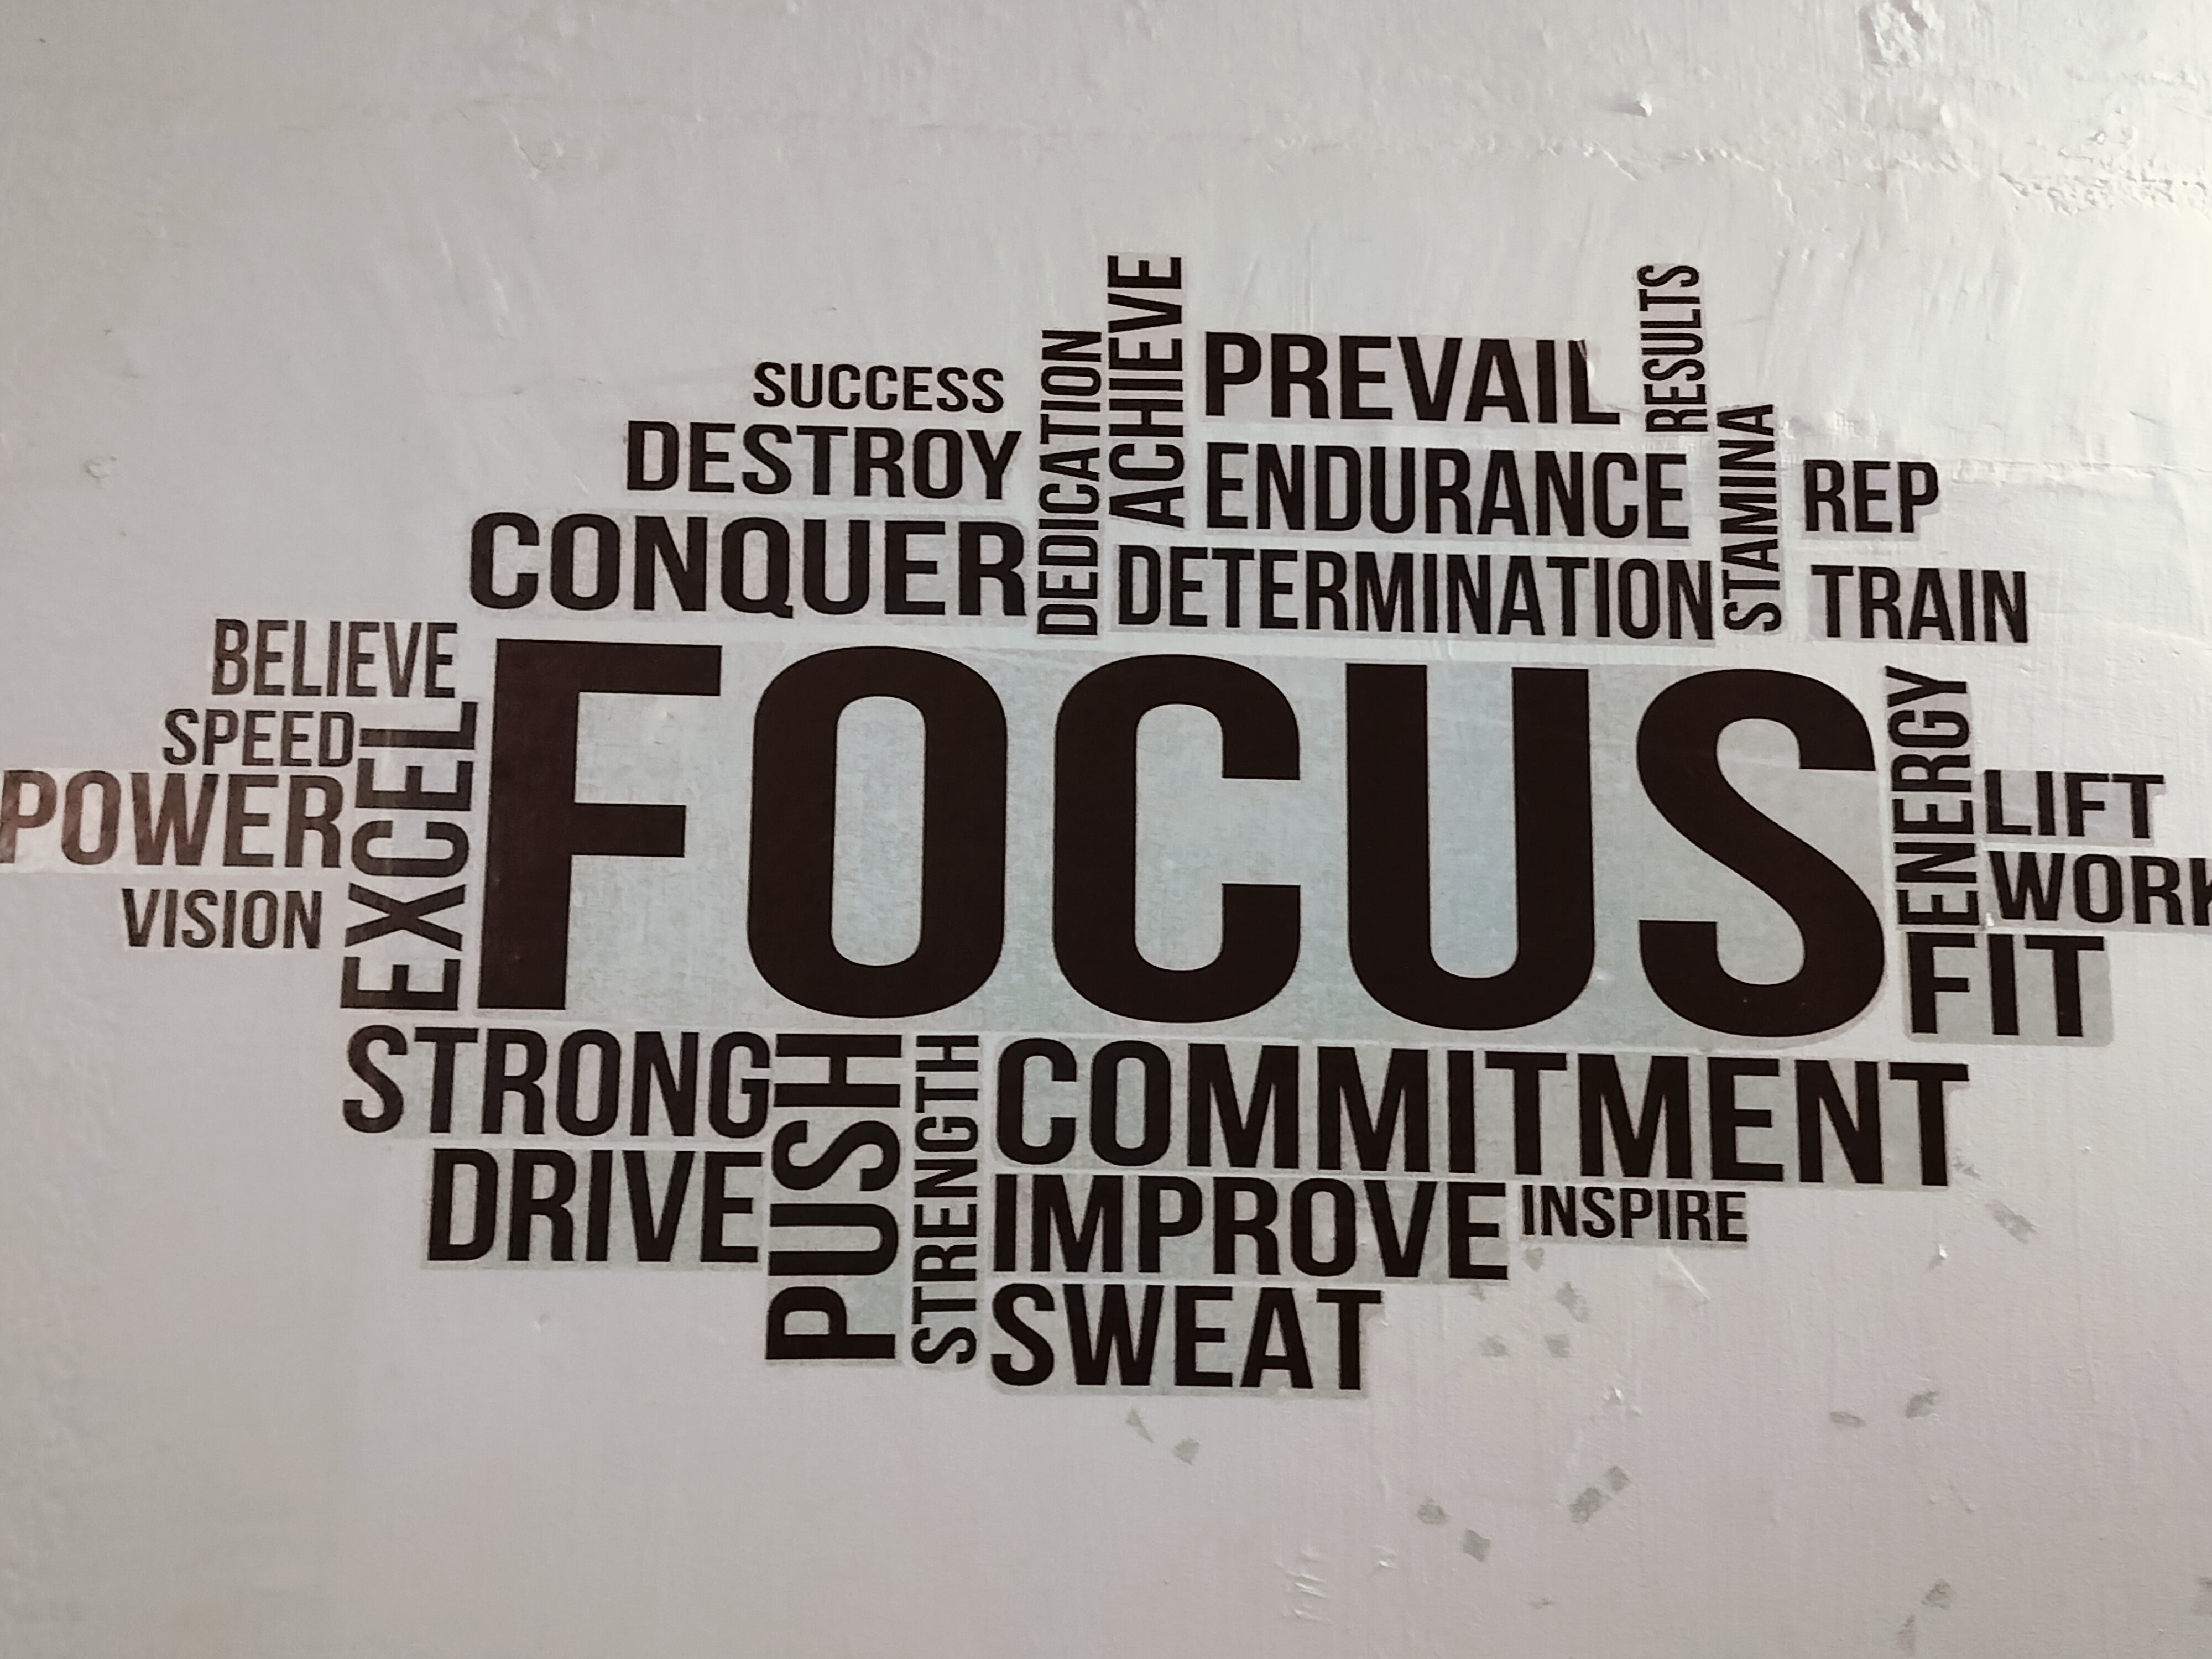 ACHIEVE
RESULTS
SUCCESS
DEDICATION
PREVAIL
DESTROY
ENDURANCE
STAMINA
REP
CONQUER
DETERMINATION
TRAIN
BELIEVE
FOCUS
ENERGY
SPEED
EXCEL
POWER
LIFT
VISION
WORK
FIT
STRONG
PUSH
STRENGTH
COMMITMENT
DRIVE
IMPROVE
INSPIRE
SWEAT